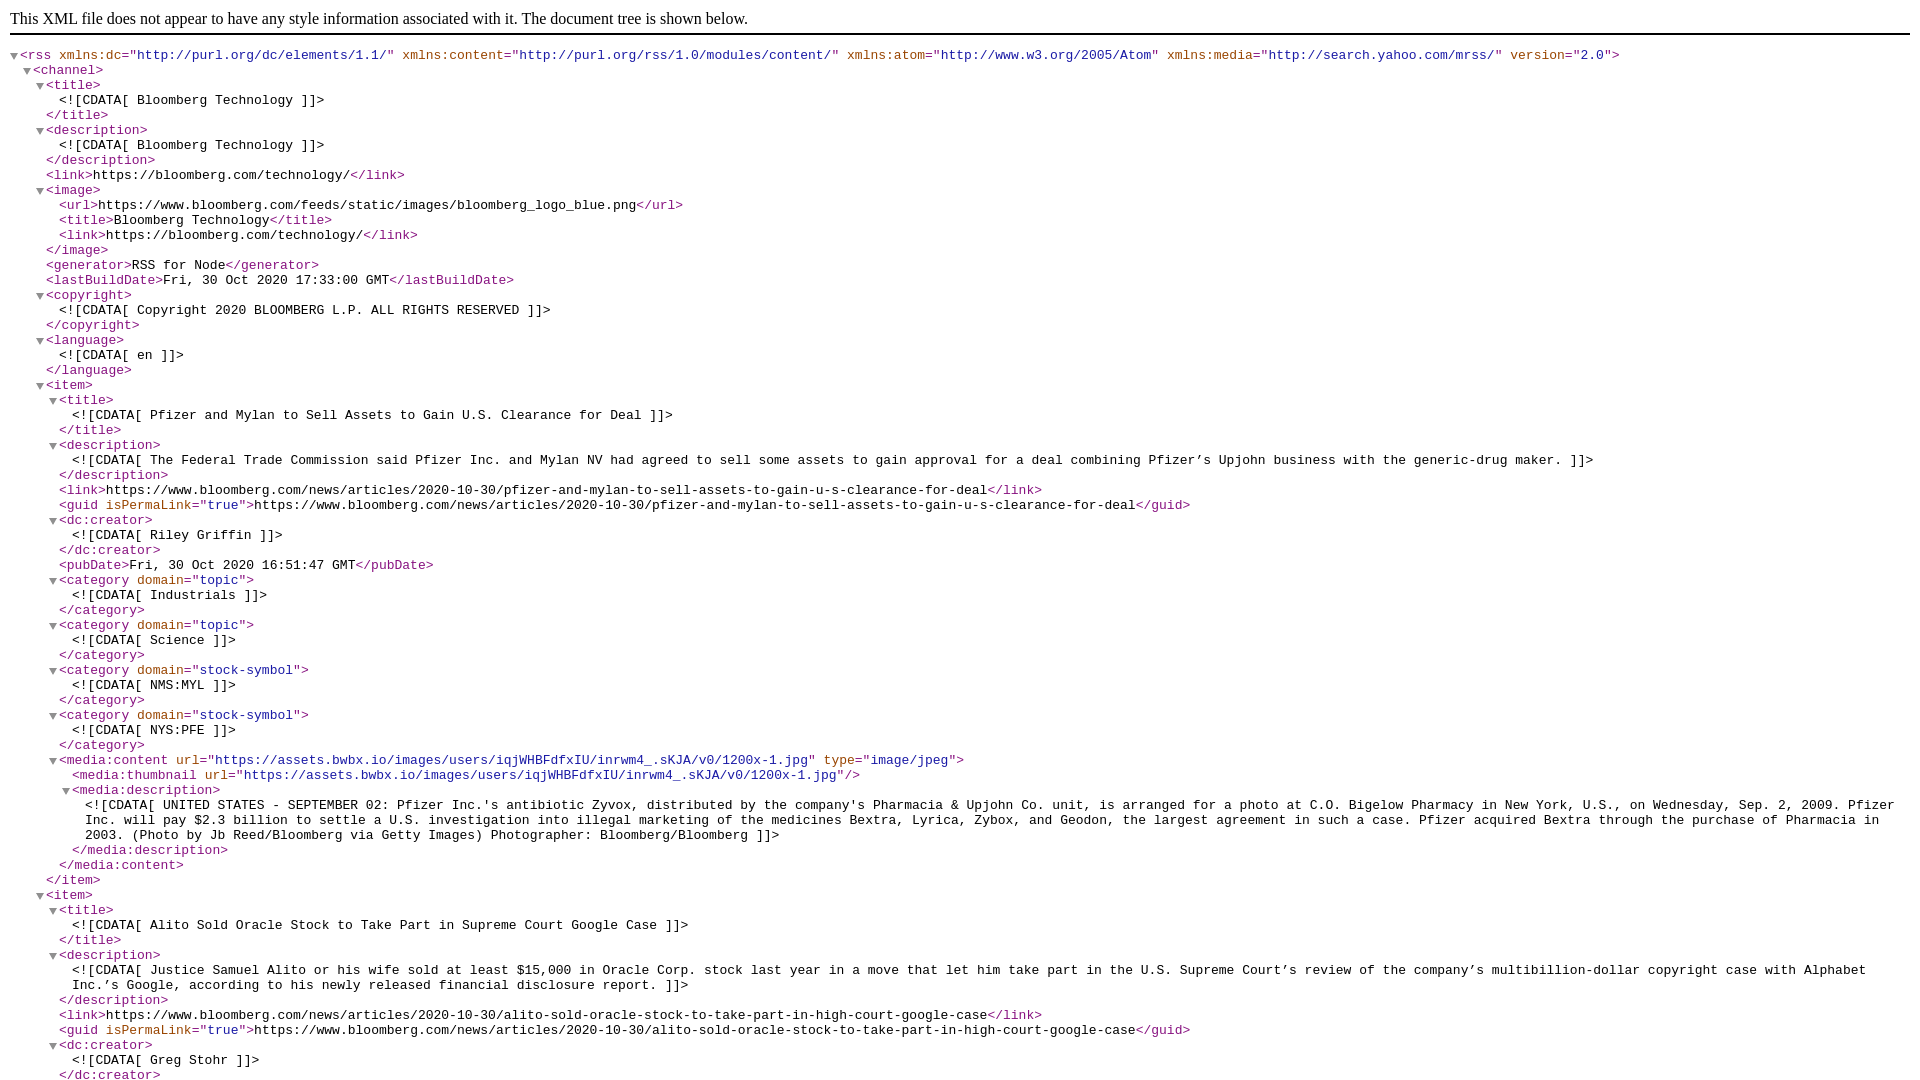 This XML file does not appear to have any style information associated with it. The document tree is shown below.
<rss xmlns:dc="http://purl.org/dc/elements/1.1/" xmlns:content="http://purl.org/rss/1.0/modules/content/" xmlns:atom="http://www.w3.org/2005/Atom" xmlns:media="http://search.yahoo.com/mrss/" version="2.0">
<channel>
<title>
<![CDATA[ Bloomberg Technology ]]>
</title>
<description>
<![CDATA[ Bloomberg Technology ]]>
</description>
<link>https://bloomberg.com/technology/</link>
<image>
<url>https://www.bloomberg.com/feeds/static/images/bloomberg_logo_blue.png</url>
<title>Bloomberg Technology</title>
<link>https://bloomberg.com/technology/</link>
</image>
<generator>RSS for Node</generator>
<lastBuildDate>Fri, 30 Oct 2020 17:33:00 GMT</lastBuildDate>
<copyright>
<![CDATA[ Copyright 2020 BLOOMBERG L.P. ALL RIGHTS RESERVED ]]>
</copyright>
<language>
<![CDATA[ en ]]>
</language>
<item>
<title>
<![CDATA[ Pfizer and Mylan to Sell Assets to Gain U.S. Clearance for Deal ]]>
</title>
<description>
<![CDATA[ The Federal Trade Commission said Pfizer Inc. and Mylan NV had agreed to sell some assets to gain approval for a deal combining Pfizer’s Upjohn business with the generic-drug maker. ]]>
</description>
<link>https://www.bloomberg.com/news/articles/2020-10-30/pfizer-and-mylan-to-sell-assets-to-gain-u-s-clearance-for-deal</link>
<guid isPermaLink="true">https://www.bloomberg.com/news/articles/2020-10-30/pfizer-and-mylan-to-sell-assets-to-gain-u-s-clearance-for-deal</guid>
<dc:creator>
<![CDATA[ Riley Griffin ]]>
</dc:creator>
<pubDate>Fri, 30 Oct 2020 16:51:47 GMT</pubDate>
<category domain="topic">
<![CDATA[ Industrials ]]>
</category>
<category domain="topic">
<![CDATA[ Science ]]>
</category>
<category domain="stock-symbol">
<![CDATA[ NMS:MYL ]]>
</category>
<category domain="stock-symbol">
<![CDATA[ NYS:PFE ]]>
</category>
<media:content url="https://assets.bwbx.io/images/users/iqjWHBFdfxIU/inrwm4_.sKJA/v0/1200x-1.jpg" type="image/jpeg">
<media:thumbnail url="https://assets.bwbx.io/images/users/iqjWHBFdfxIU/inrwm4_.sKJA/v0/1200x-1.jpg"/>
<media:description>
<![CDATA[ UNITED STATES - SEPTEMBER 02: Pfizer Inc.'s antibiotic Zyvox, distributed by the company's Pharmacia & Upjohn Co. unit, is arranged for a photo at C.O. Bigelow Pharmacy in New York, U.S., on Wednesday, Sep. 2, 2009. Pfizer
Inc. will pay $2.3 billion to settle a U.S. investigation into illegal marketing of the medicines Bextra, Lyrica, Zybox, and Geodon, the largest agreement in such a case. Pfizer acquired Bextra through the purchase of Pharmacia in
2003. (Photo by Jb Reed/Bloomberg via Getty Images) Photographer: Bloomberg/Bloomberg ]]>
</media:description>
</media:content>
</item>
<item>
<title>
<![CDATA[ Alito Sold Oracle Stock to Take Part in Supreme Court Google Case ]]>
</title>
<description>
<![CDATA[ Justice Samuel Alito or his wife sold at least $15,000 in Oracle Corp. stock last year in a move that let him take part in the U.S. Supreme Court’s review of the company’s multibillion-dollar copyright case with Alphabet
Inc.’s Google, according to his newly released financial disclosure report. ]]>
</description>
<link>https://www.bloomberg.com/news/articles/2020-10-30/alito-sold-oracle-stock-to-take-part-in-high-court-google-case</link>
<guid isPermaLink="true">https://www.bloomberg.com/news/articles/2020-10-30/alito-sold-oracle-stock-to-take-part-in-high-court-google-case</guid>
<dc:creator>
<![CDATA[ Greg Stohr ]]>
</dc:creator>